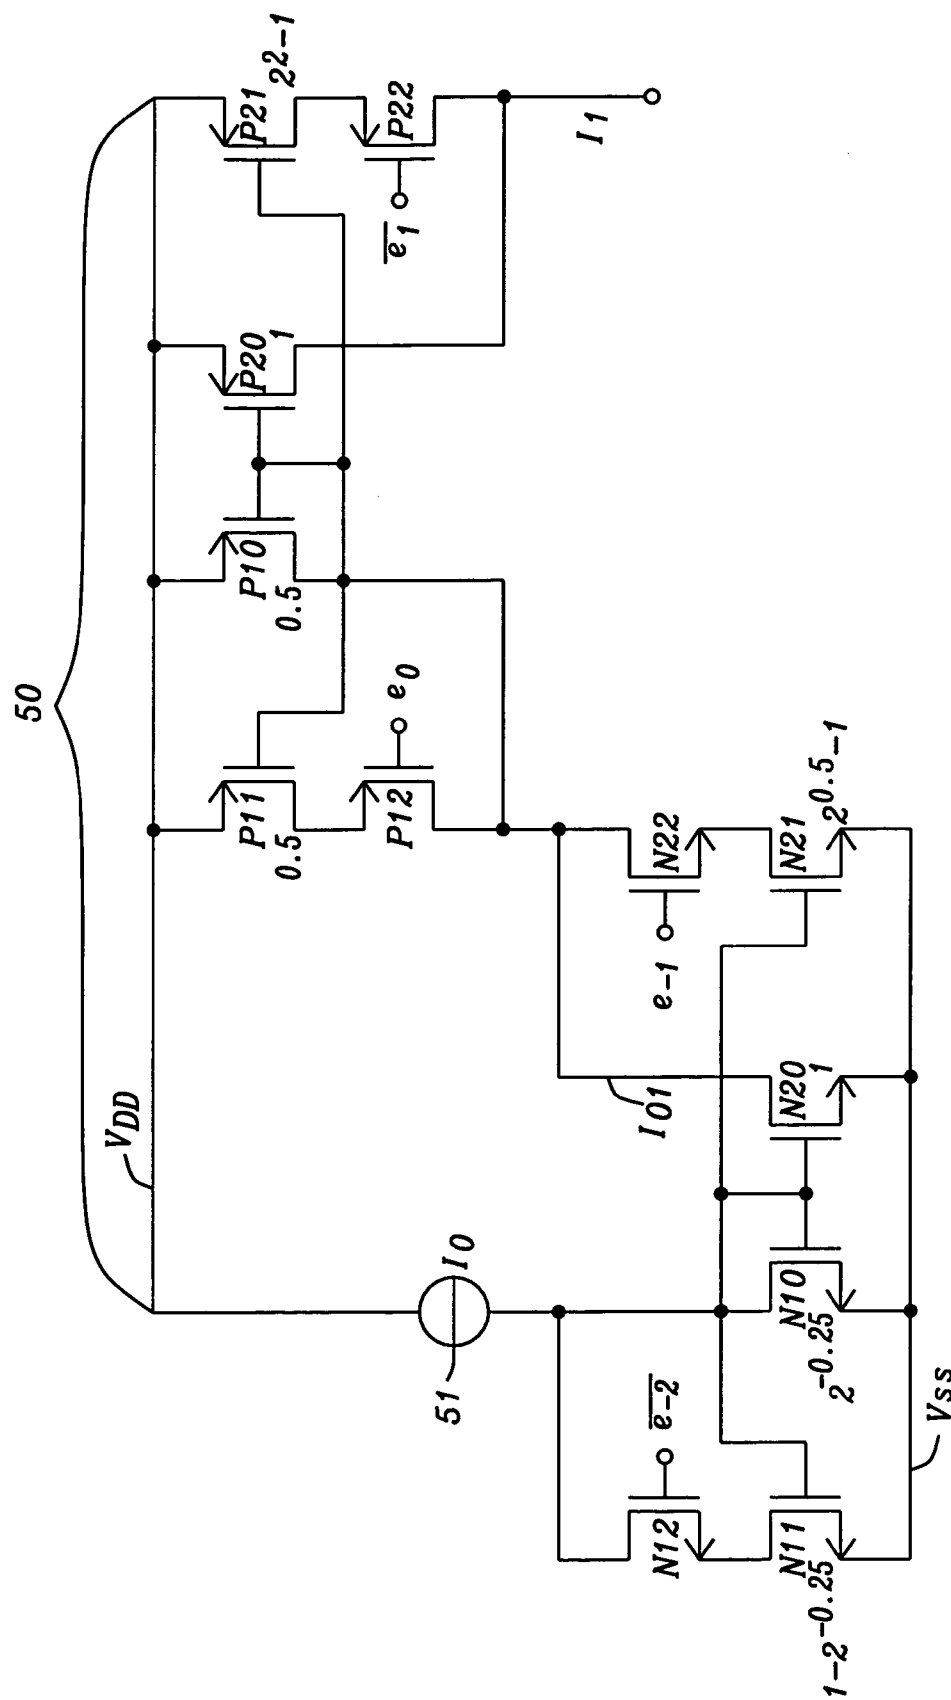 50
V_DD
P11
0.5
P12
e_0
P10
0.5
P20
1
P21
2^2-1
P22
\overline{e_1}
I_1
51
I_0
I_01
N12
\overline{e_{-2}}
N11
1-2^{-0.25}
N10
2^{-0.25}
N20
1
N22
e_{-1}
N21
2^{0.5}-1
V_SS